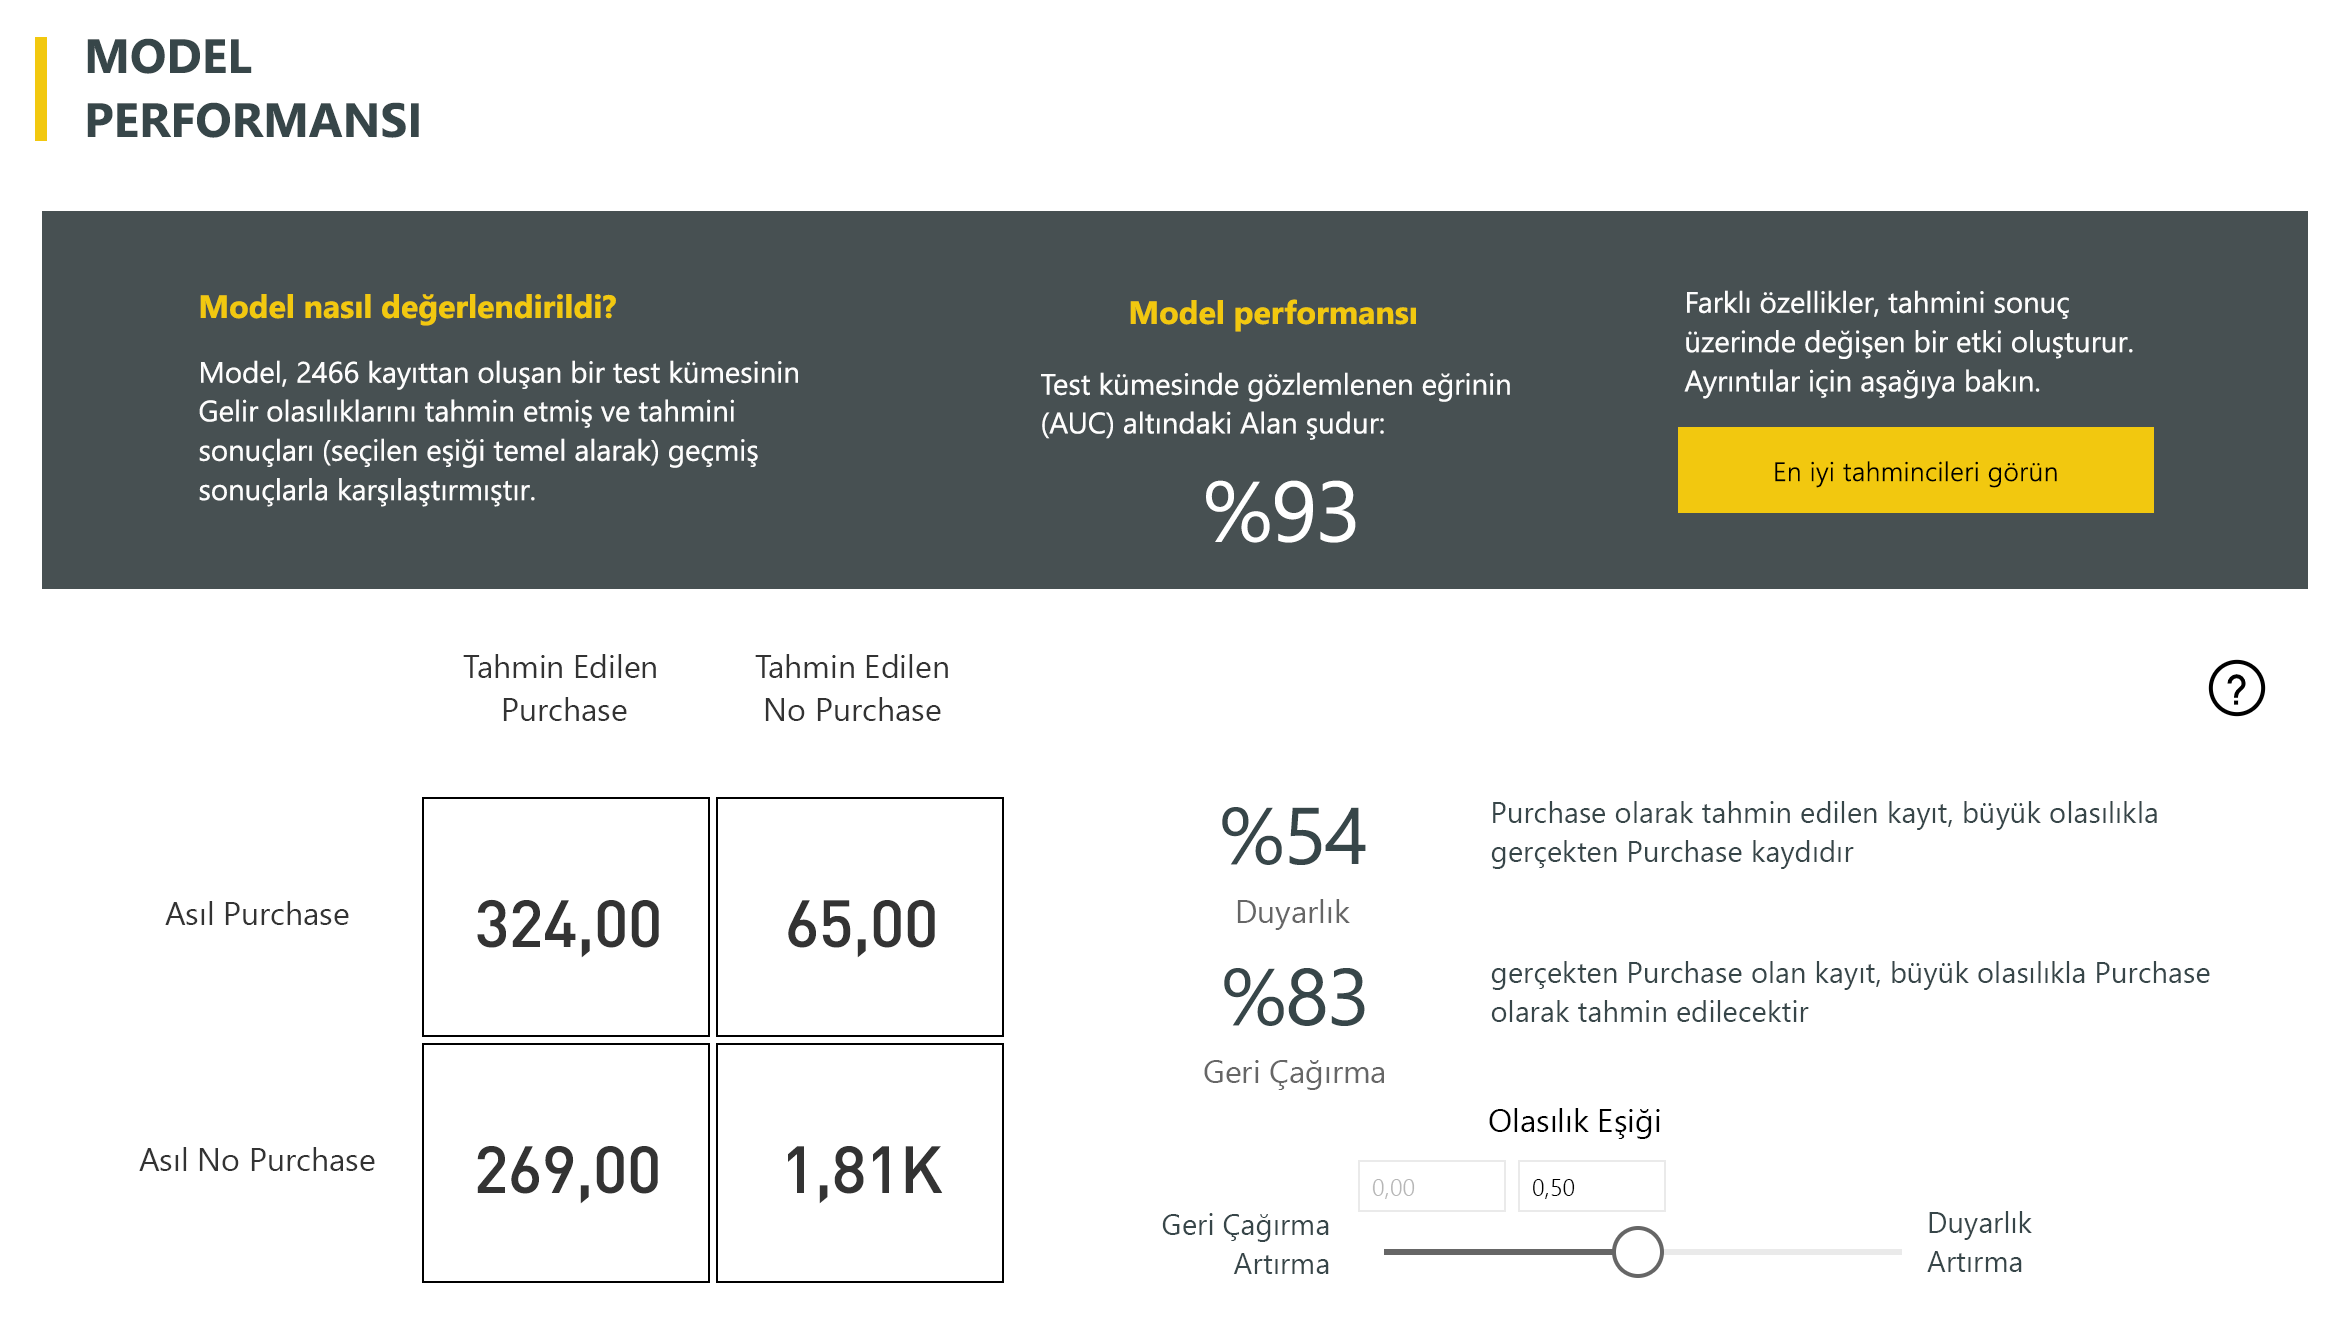 MODEL
PERFORMANSI
Model nasıl değerlendirildi?
Model, 2466 kayıttan oluşan bir test kümesinin
Gelir olasılıklarını tahmin etmiş ve tahmini
sonuçları (seçilen eşiği temel alarak) geçmiş
sonuçlarla karşılaştırmıştır.
Model performansı
Test kümesinde gözlemlenen eğrinin
(AUC) altındaki Alan şudur:
%93
Farklı özellikler, tahmini sonuç
üzerinde değişen bir etki oluşturur.
Ayrıntılar için aşağıya bakın.
En iyi tahmincileri görün
Tahmin Edilen
Purchase
Tahmin Edilen
No Purchase
?
Asıl Purchase
324,00
65,00
Asıl No Purchase
269,00
1,81K
%54
Duyarlık
Purchase olarak tahmin edilen kayıt, büyük olasılıkla
gerçekten Purchase kaydıdır
%83
Geri Çağırma
gerçekten Purchase olan kayıt, büyük olasılıkla Purchase
olarak tahmin edilecektir
Olasılık Eşiği
0,00
0,50
Geri Çağırma
Artırma
Duyarlık
Artırma